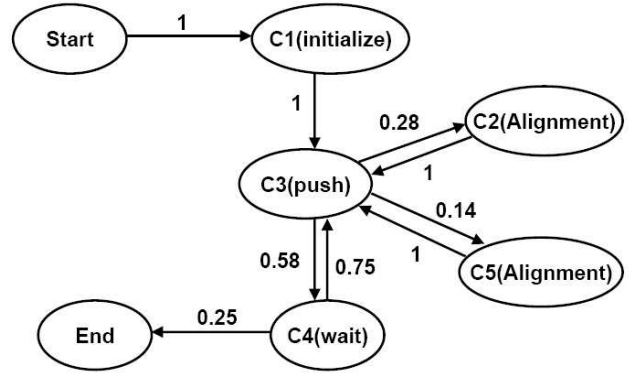 Start
1
C1(initialize)
1
0.28
C2(Alignment)
1
C3(push)
0.14
1
C5(Alignment)
0.58
0.75
0.25
End
C4(wait)